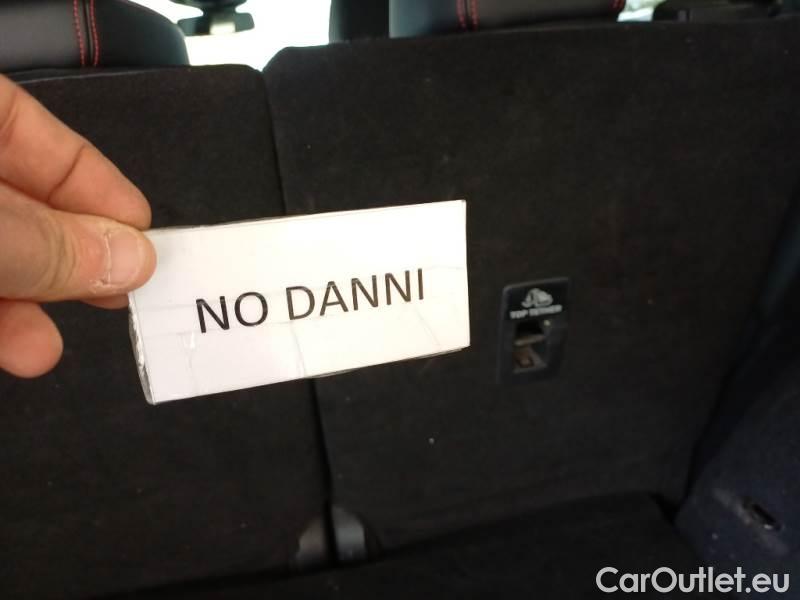 NO DANNI
TOP TETHER
CarOutlet.eu